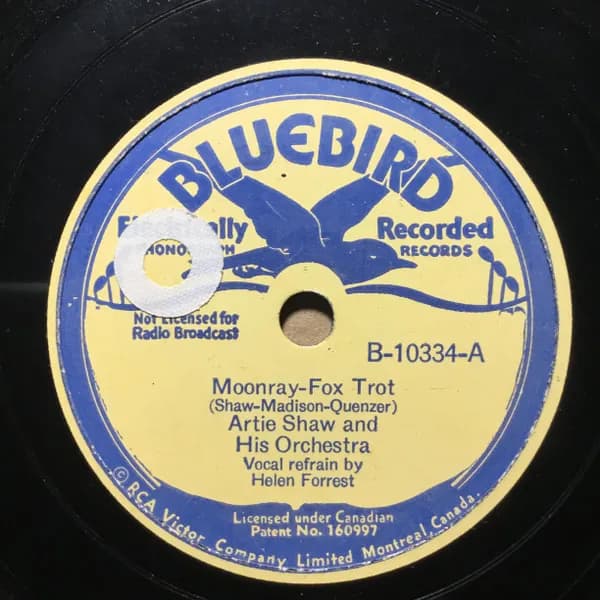 BLUEBIRD
Recorded
RECORDS
Not Licensed for
Radio Broadcast
B-10334-A
Moonray-Fox Trot
(Shaw-Madison-Quenzer)
Artie Shaw and
His Orchestra
Vocal refrain by
Helen Forrest
Licensed under Canadian
Patent No. 160997
© RCA Victor Company Limited Montreal, Canada.